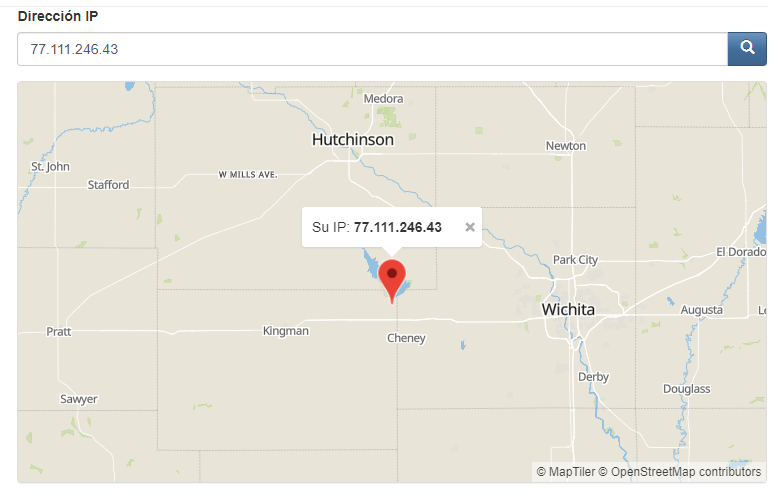 Dirección IP
77.111.246.43
Medora
Hutchinson
Newton
St. John
W MILLS AVE.
Stafford
Su IP: 77.111.246.43 ×
El Dorado
Park City
Wichita
Augusta
Pratt
Kingman
Cheney
Derby
Douglass
Sawyer
© MapTiler © OpenStreetMap contributors